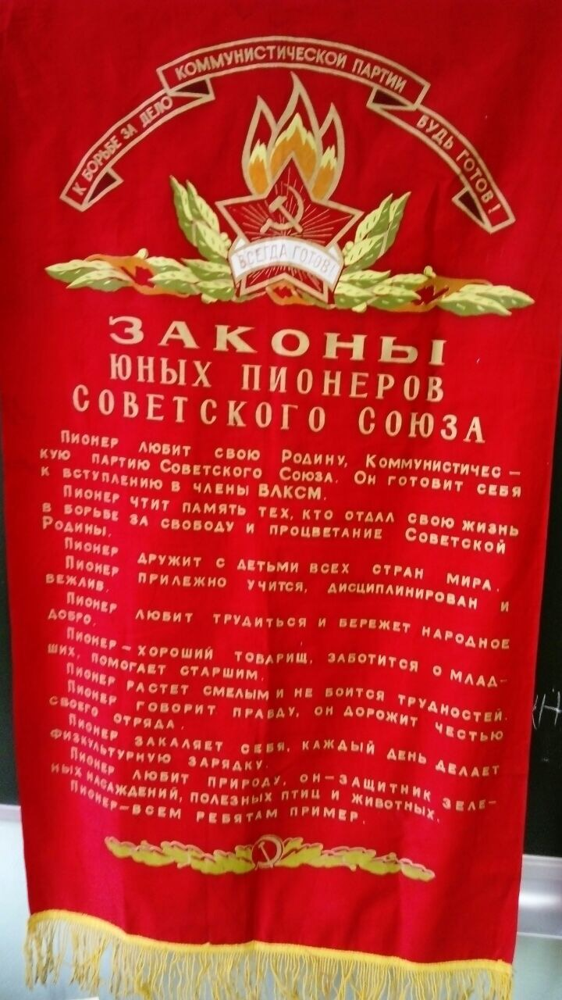 К БОРЬБЕ ЗА ДЕЛО
КОММУНИСТИЧЕСКОЙ ПАРТИИ
БУДЬ ГОТОВ!
ВСЕГДА ГОТОВ!
ЗАКОНЫ
ЮНЫХ ПИОНЕРОВ
СОВЕТСКОГО СОЮЗА
Пионер любит свою Родину, Коммунистичес–
кую партию Советского Союза. Он готовит себя
к вступлению в члены ВЛКСМ.
Пионер чтит память тех, кто отдал свою жизнь
в борьбе за свободу и процветание Советской
Родины.
Пионер дружит с детьми всех стран мира.
Пионер прилежно учится, дисциплинирован и
вежлив.
Пионер любит трудиться и бережет народное
добро.
Пионер – хороший товарищ, заботится о млад–
ших, помогает старшим.
Пионер растет смелым и не боится трудностей.
Пионер говорит правду, он дорожит честью
своего отряда.
Пионер закаляет себя, каждый день делает
физкультурную зарядку.
Пионер любит природу, он – защитник зеле–
ных насаждений, полезных птиц и животных.
Пионер – всем ребятам пример.